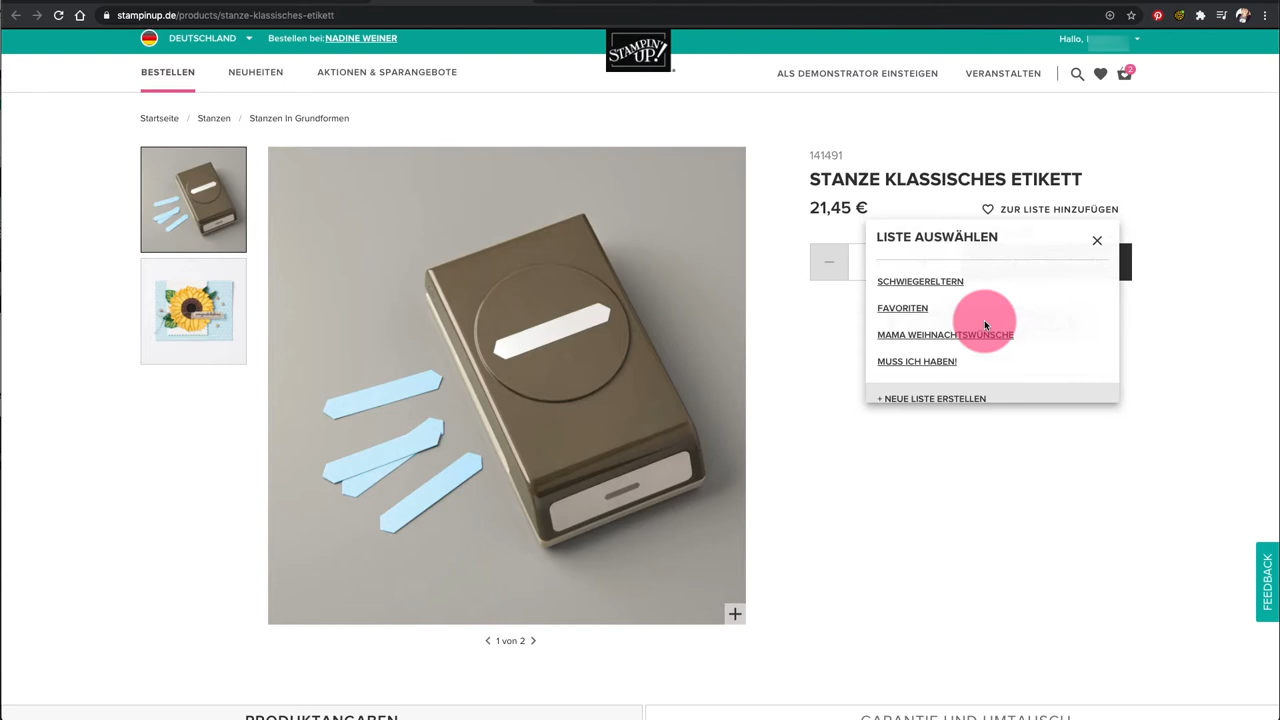 stampinup.de/products/stanze-klassisches-etikett
DEUTSCHLAND
Bestellen bei: NADINE WEINER
STAMPIN' UP!
Hallo,
BESTELLEN
NEUHEITEN
AKTIONEN & SPARANGEBOTE
ALS DEMONSTRATOR EINSTEIGEN
VERANSTALTEN
2
Startseite / Stanzen / Stanzen In Grundformen
141491
STANZE KLASSISCHES ETIKETT
21,45 €
ZUR LISTE HINZUFÜGEN
LISTE AUSWÄHLEN
SCHWIEGERELTERN
FAVORITEN
MAMA WEIHNACHTSWÜNSCHE
MUSS ICH HABEN!
+ NEUE LISTE ERSTELLEN
FEEDBACK
1 von 2
PRODUKTANGABEN
GARANTIE UND UMTAUSCH